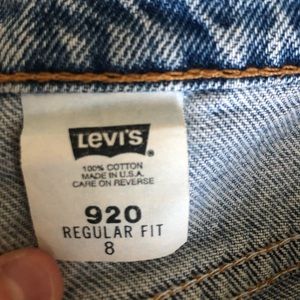 LEVI'S
®
100% COTTON
MADE IN U.S.A.
CARE ON REVERSE
920
REGULAR FIT
8